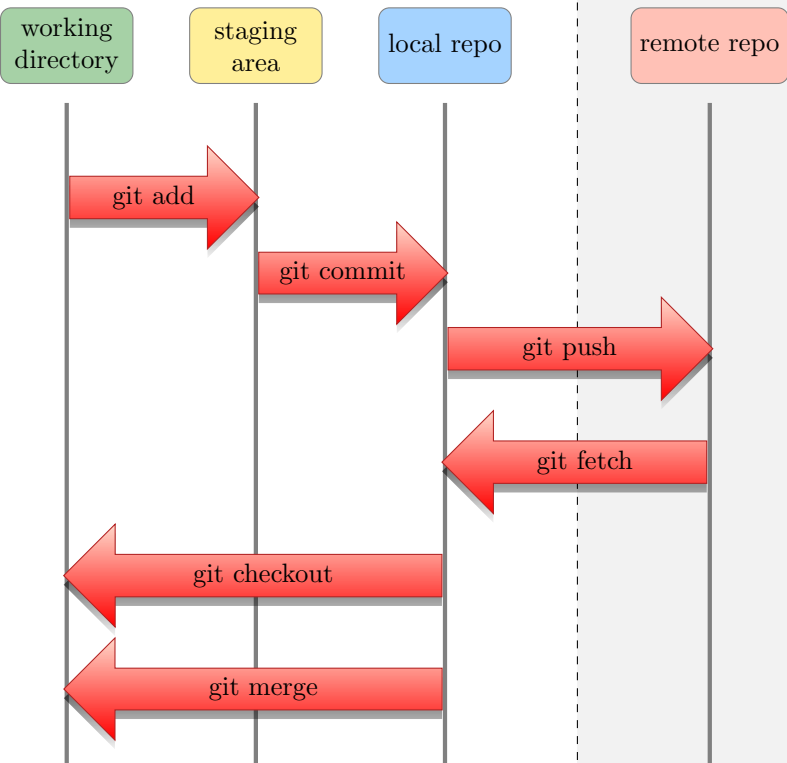 working
directory
staging
area
local repo
remote repo
git add
git commit
git push
git fetch
git checkout
git merge